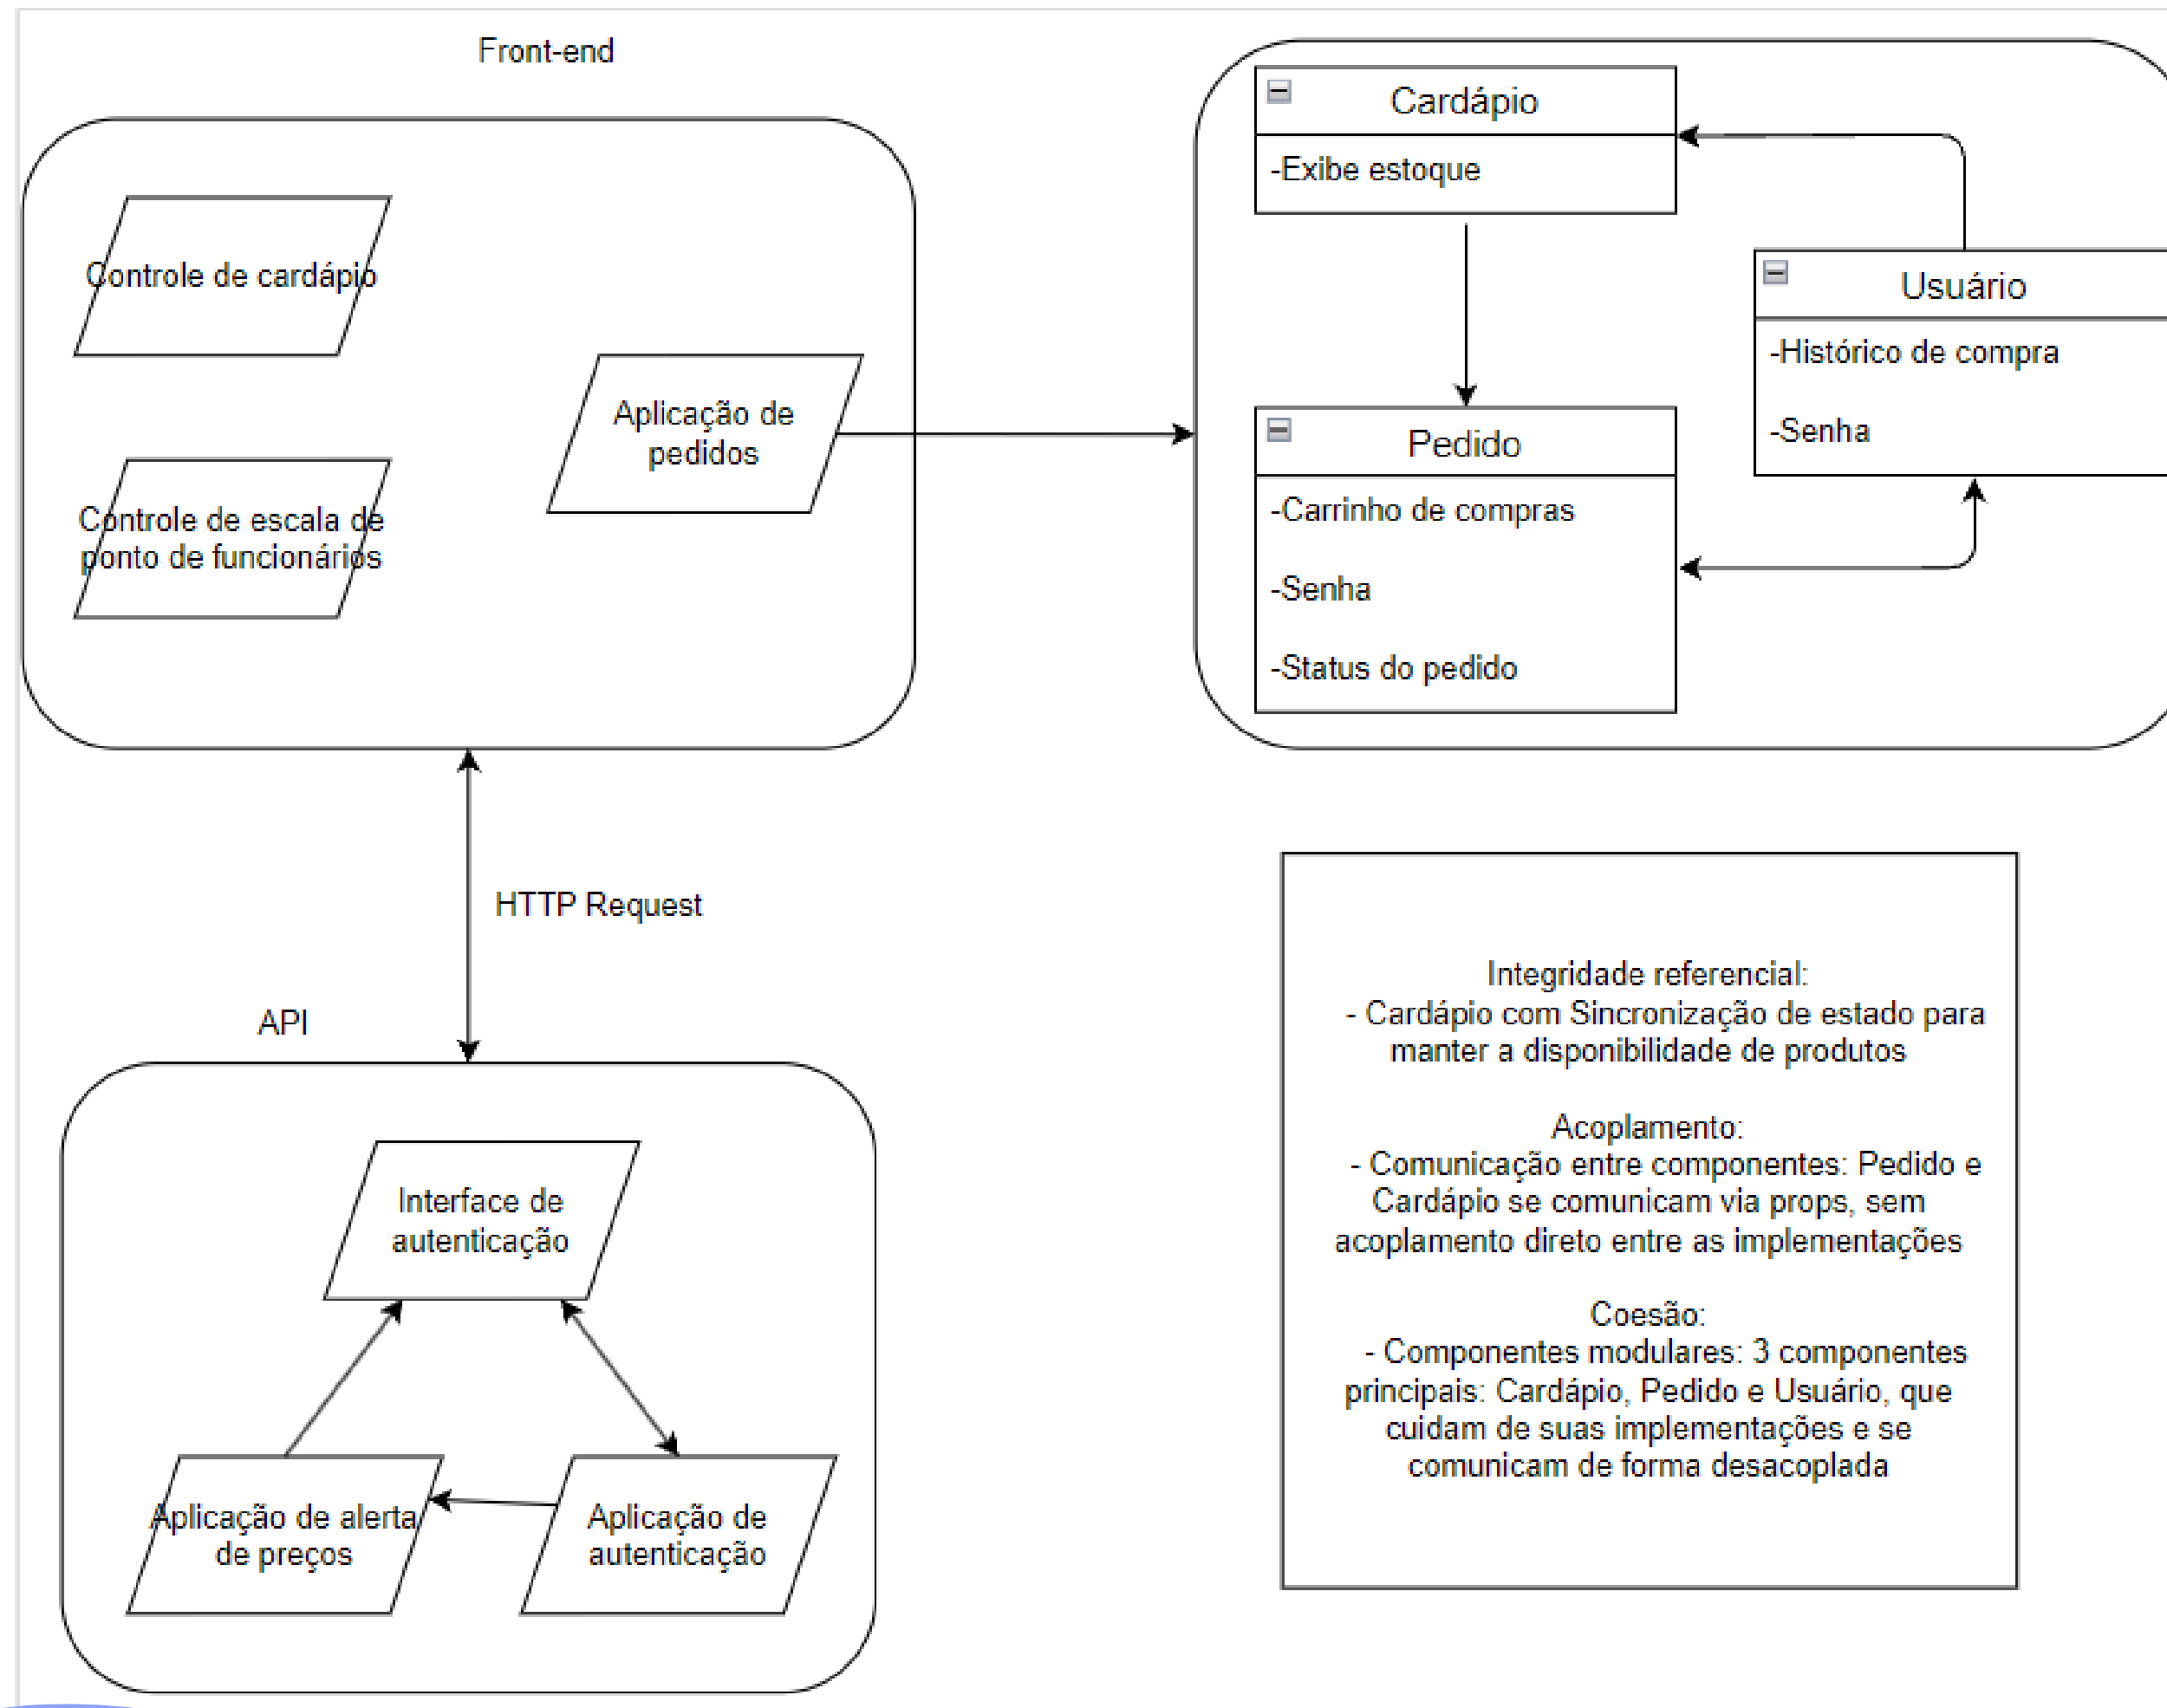 Front-end
Controle de cardápio
Controle de escala de
ponto de funcionários
Aplicação de
pedidos
Cardápio
-Exibe estoque
Usuário
-Histórico de compra
-Senha
Pedido
-Carrinho de compras
-Senha
-Status do pedido
HTTP Request
API
Interface de
autenticação
Aplicação de alerta
de preços
Aplicação de
autenticação
Integridade referencial:
- Cardápio com Sincronização de estado para
manter a disponibilidade de produtos
Acoplamento:
- Comunicação entre componentes: Pedido e
Cardápio se comunicam via props, sem
acoplamento direto entre as implementações
Coesão:
- Componentes modulares: 3 componentes
principais: Cardápio, Pedido e Usuário, que
cuidam de suas implementações e se
comunicam de forma desacoplada